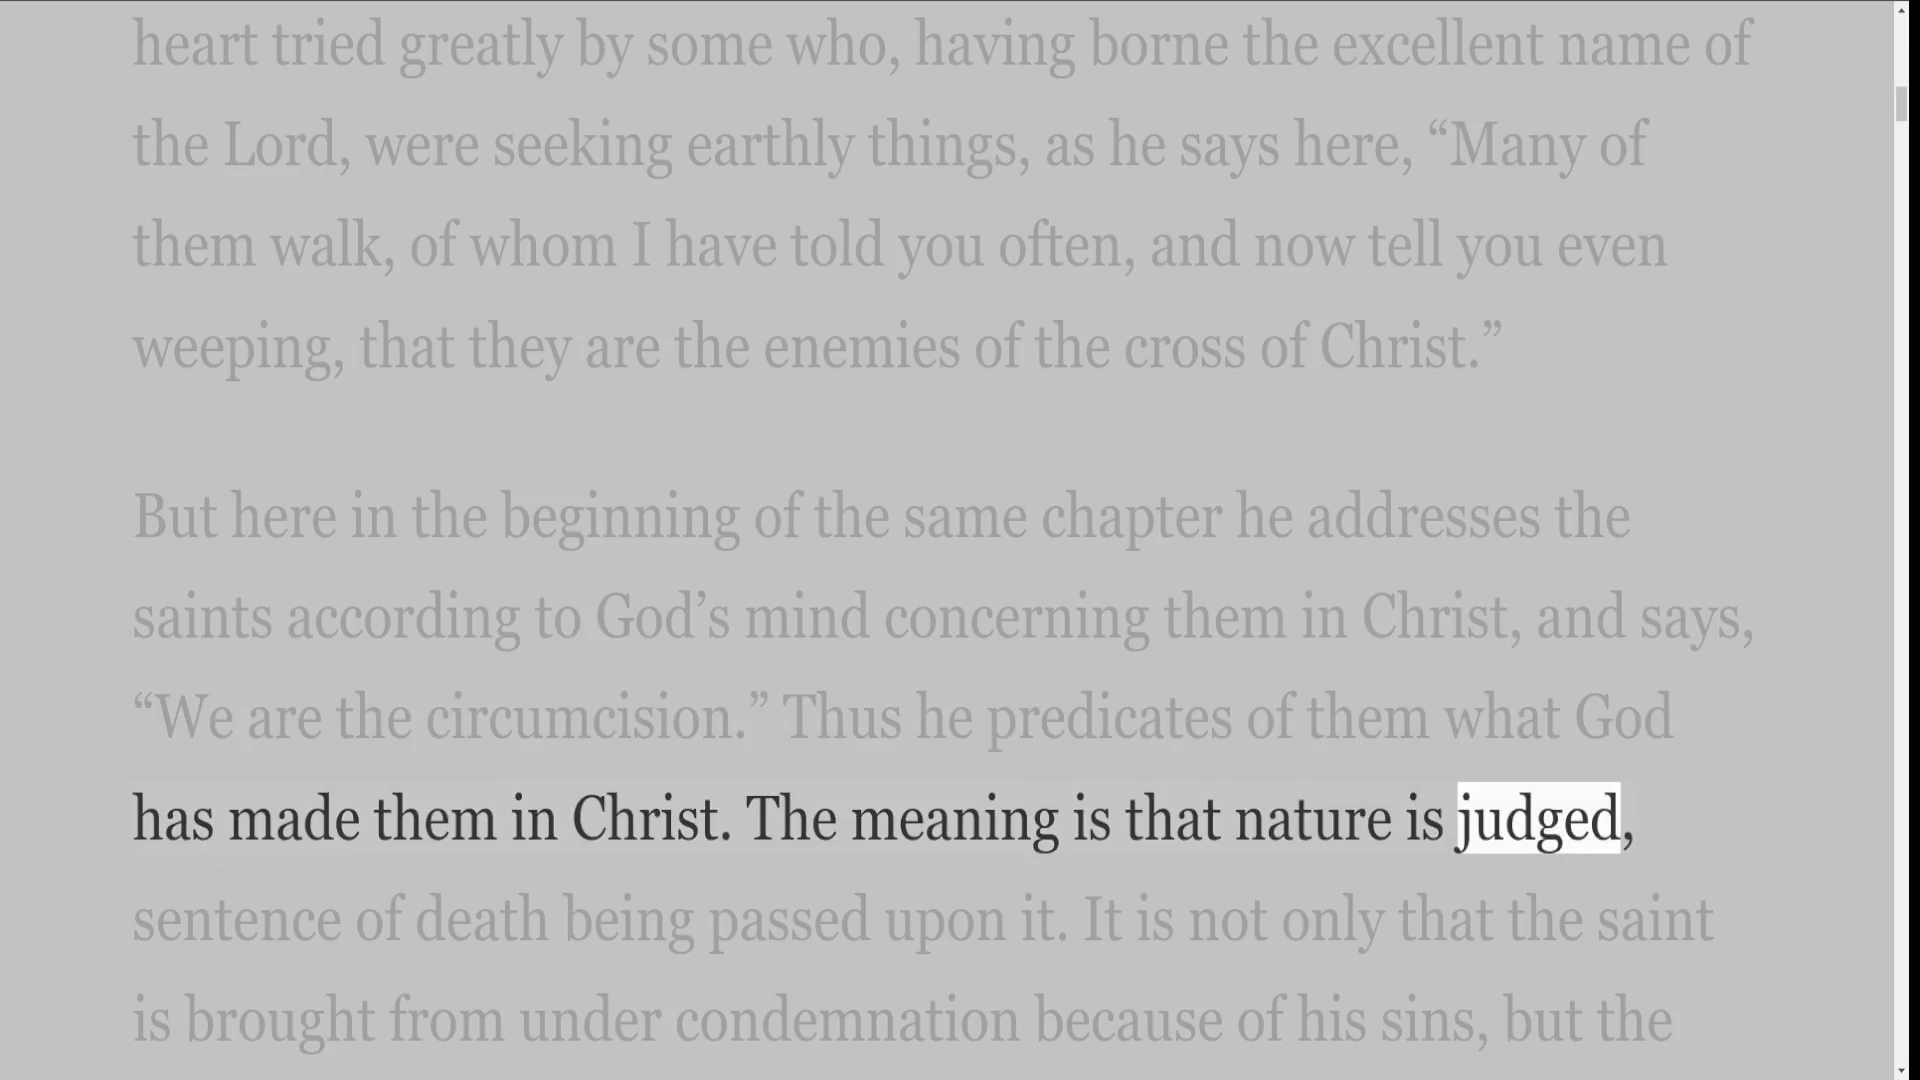 heart tried greatly by some who, having borne the excellent name of
the Lord, were seeking earthly things, as he says here, “Many of
them walk, of whom I have told you often, and now tell you even
weeping, that they are the enemies of the cross of Christ.”
But here in the beginning of the same chapter he addresses the
saints according to God’s mind concerning them in Christ, and says,
“We are the circumcision.” Thus he predicates of them what God
has made them in Christ. The meaning is that nature is judged,
sentence of death being passed upon it. It is not only that the saint
is brought from under condemnation because of his sins, but the